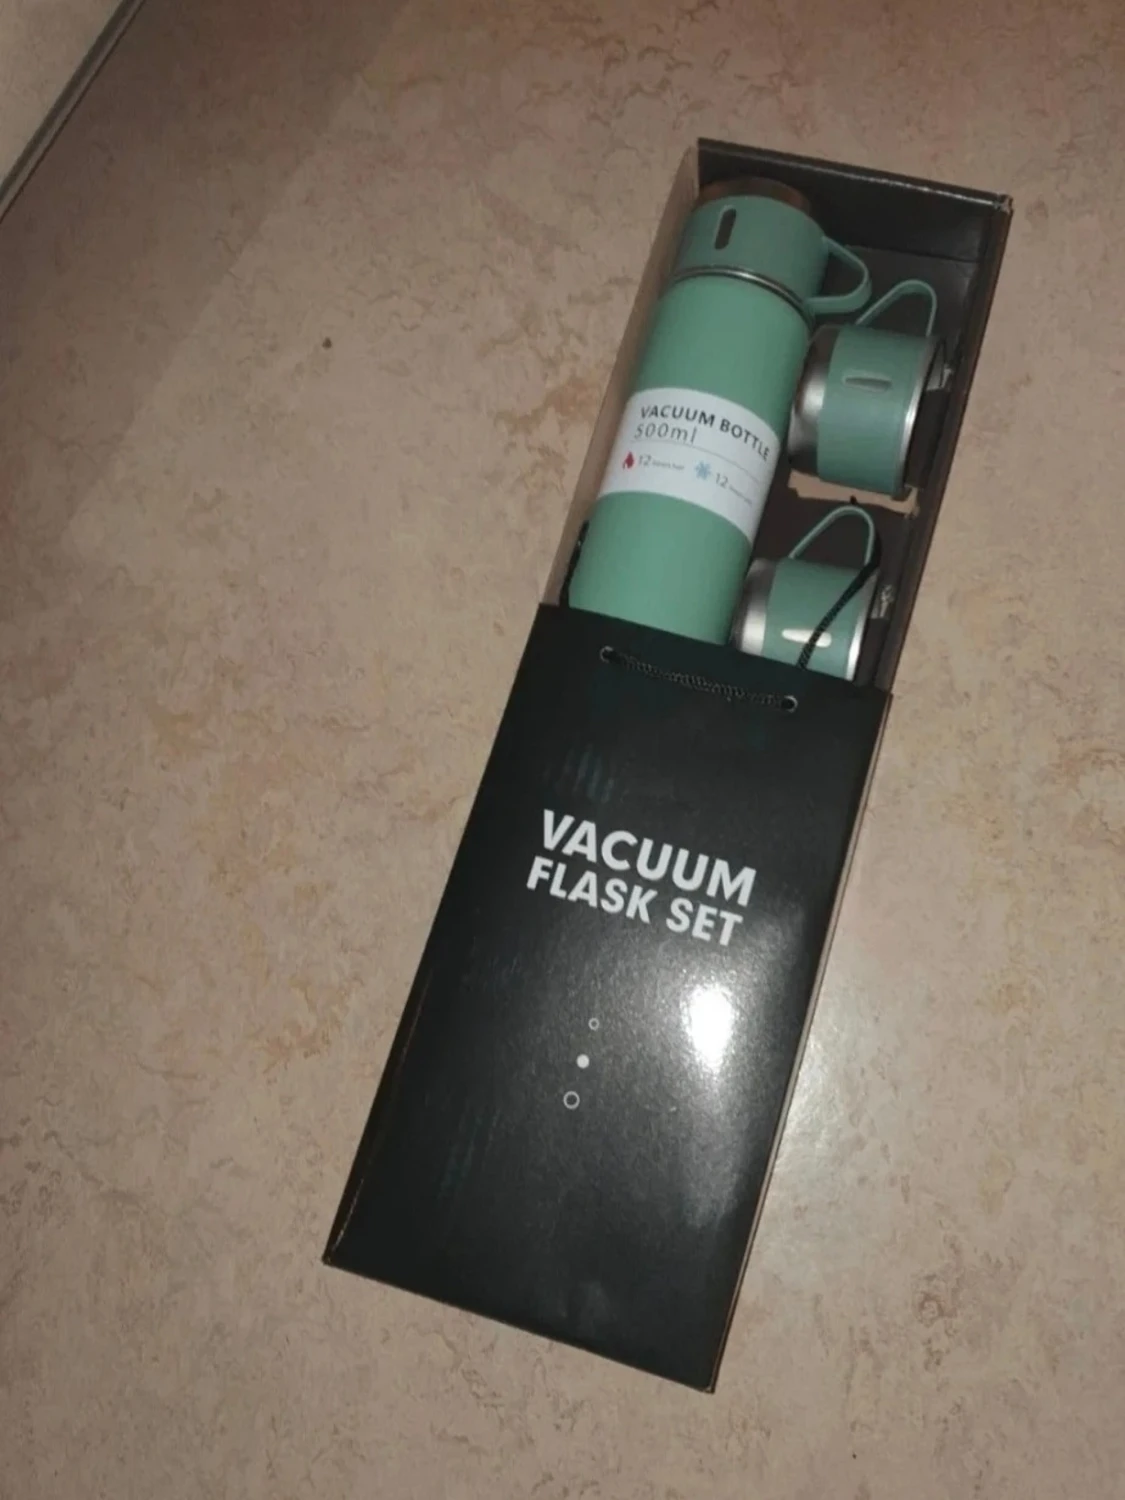 VACUUM BOTTLE
500ml
12
12
VACUUM
FLASK SET